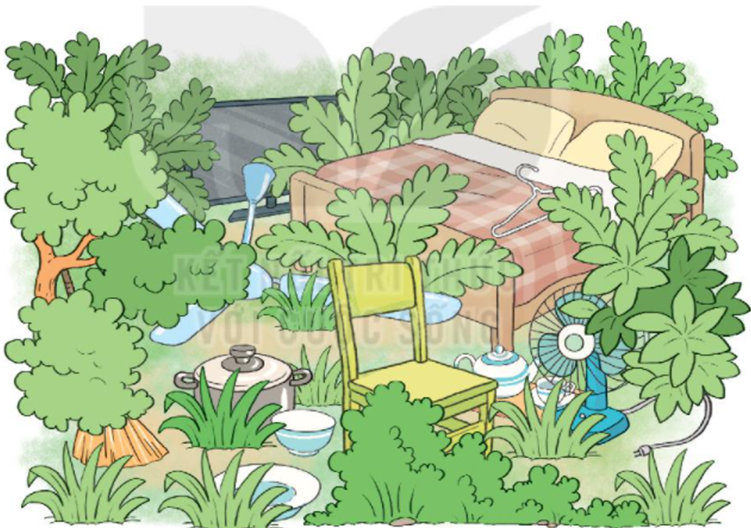 KẾT NỐI TRI THỨC
VỚI CUỘC SỐNG